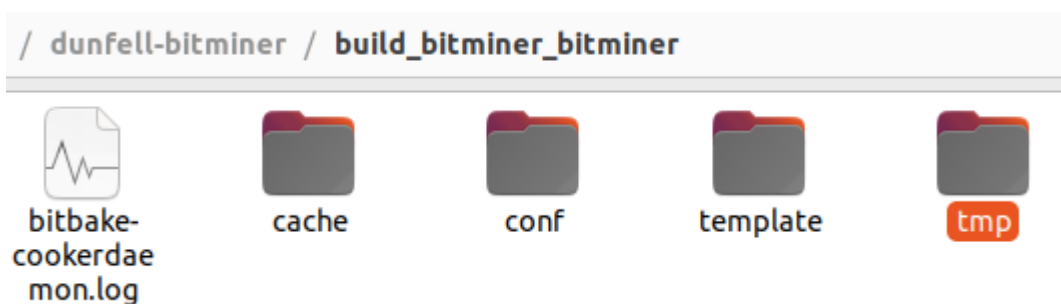 / dunfell-bitminer / build_bitminer_bitminer
bitbake-
cookerdae
mon.log
cache
conf
template
tmp